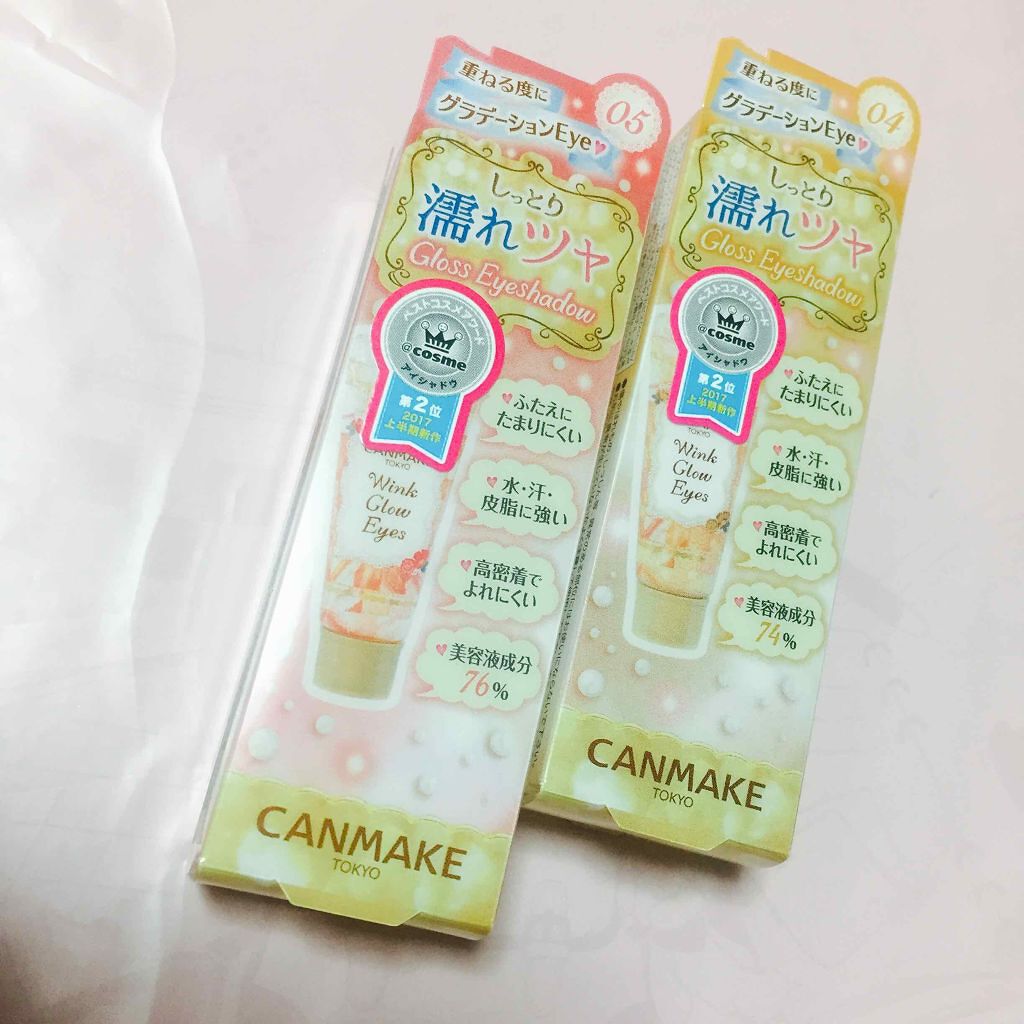 重ねる度に
グラデーションEye♥
05
しっとり
濡れツヤ
Gloss Eyeshadow
ベストコスメアワード
@cosme
アイシャドウ
第2位
2017
上半期新作
CANMAK
TOKYO
Wink
Glow
Eyes
♥ふたえに
たまりにくい
♥水・汗・
皮脂に強い
♥高密着で
よれにくい
♥美容液成分
76%
CANMAKE
TOKYO
重ねる度に
グラデーションEye♥
04
しっとり
濡れツヤ
Gloss Eyeshadow
ベストコスメアワード
@cosme
アイシャドウ
第2位
2017
上半期新作
TOKYO
Wink
Glow
Eyes
♥ふたえに
たまりにくい
♥水・汗・
皮脂に強い
♥高密着で
よれにくい
♥美容液成分
74%
CANMAKE
TOKYO